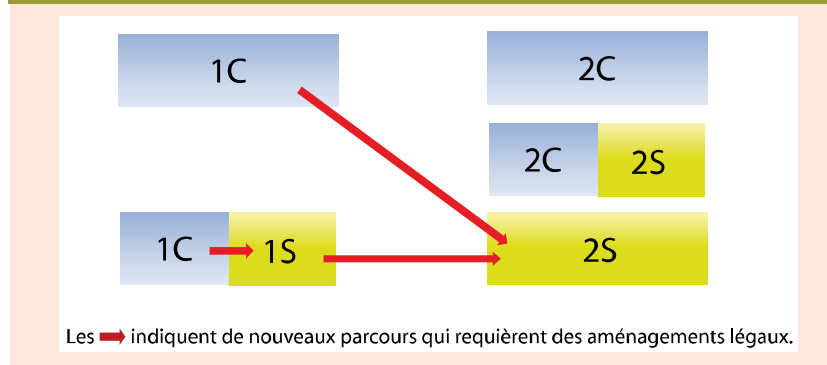 1C
2C
2C 2S
1C 1S
2S
Les indiquent de nouveaux parcours qui requièrent des aménagements légaux.